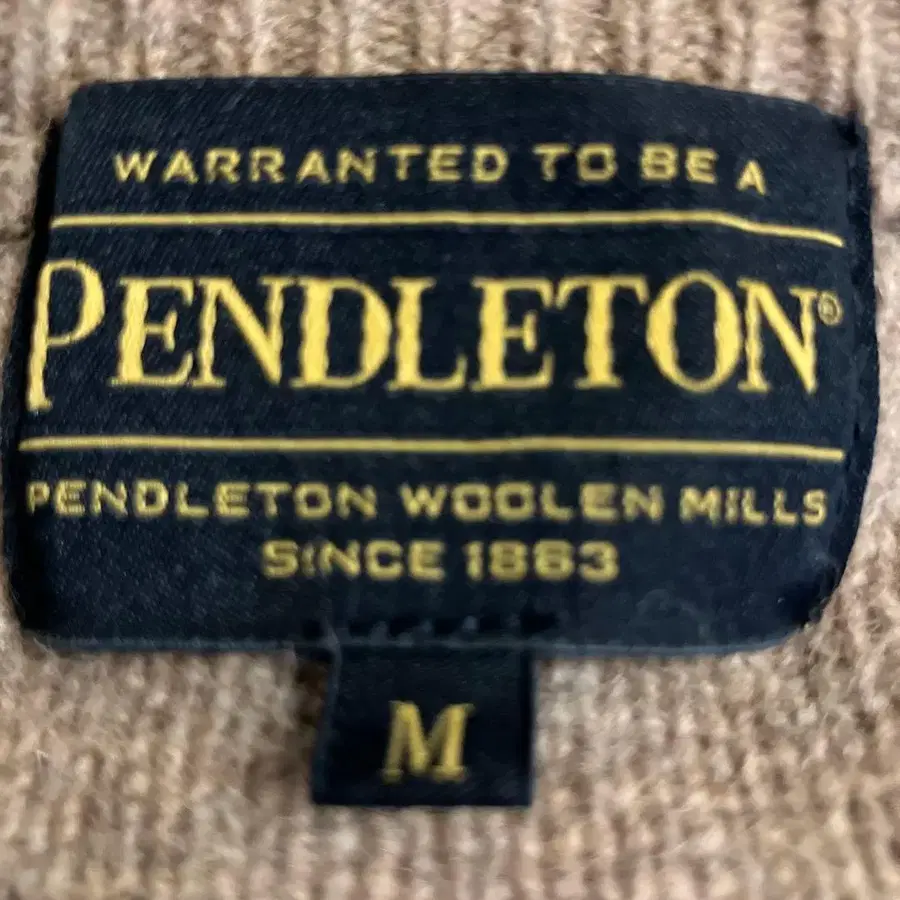 WARRANTED TO BE A
PENDLETON®
PENDLETON WOOLEN MILLS
SINCE 1863
M